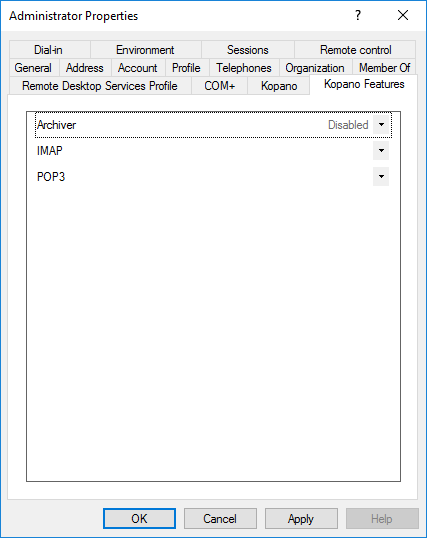 Administrator Properties
Dial-in Environment Sessions Remote control
General Address Account Profile Telephones Organization Member Of
Remote Desktop Services Profile COM+ Kopano Kopano Features
Archiver Disabled
IMAP
POP3
OK Cancel Apply Help